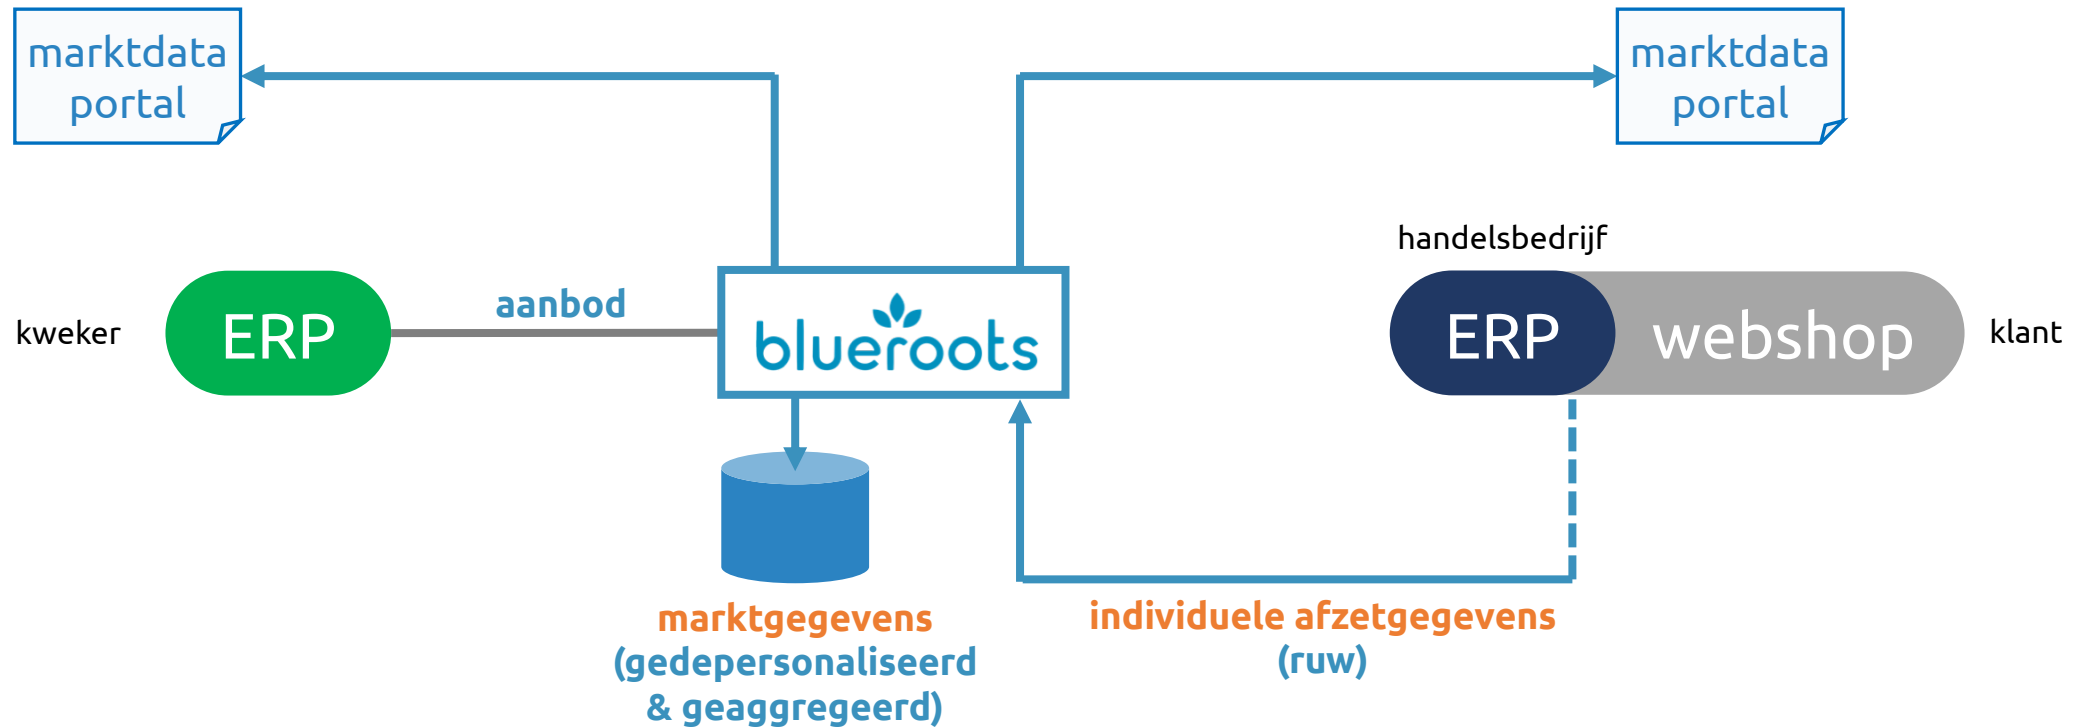 marktdata
portal
marktdata
portal
handelsbedrijf
kweker
ERP
aanbod
blueroots
ERP
webshop
klant
marktgegevens
(gedepersonaliseerd
& geaggregeerd)
individuele afzetgegevens
(ruw)